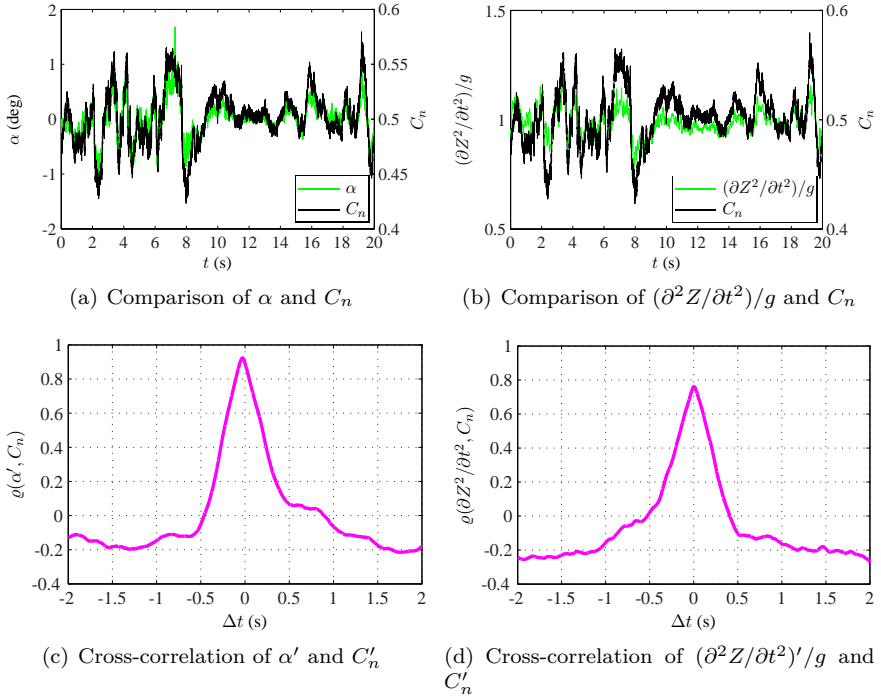 2
1
0
-1
-2
α (deg)
0.6
0.55
0.5
0.45
0.4
C_n
α
C_n
0 2 4 6 8 10 12 14 16 18 20
t (s)
(a) Comparison of α and C_n
1.5
1
0.5
(∂Z²/∂t²)/g
0.6
0.5
0.4
C_n
(∂Z²/∂t²)/g
C_n
0 2 4 6 8 10 12 14 16 18 20
t (s)
(b) Comparison of (∂²Z/∂t²)/g and C_n
1
0.8
0.6
0.4
0.2
0
-0.2
-0.4
ϱ(α′, C_n)
-2 -1.5 -1 -0.5 0 0.5 1 1.5 2
Δt (s)
(c) Cross-correlation of α′ and C′_n
1
0.8
0.6
0.4
0.2
0
-0.2
-0.4
ϱ(∂Z²/∂t², C_n)
-2 -1.5 -1 -0.5 0 0.5 1 1.5 2
Δt (s)
(d) Cross-correlation of (∂²Z/∂t²)′/g and
C′_n